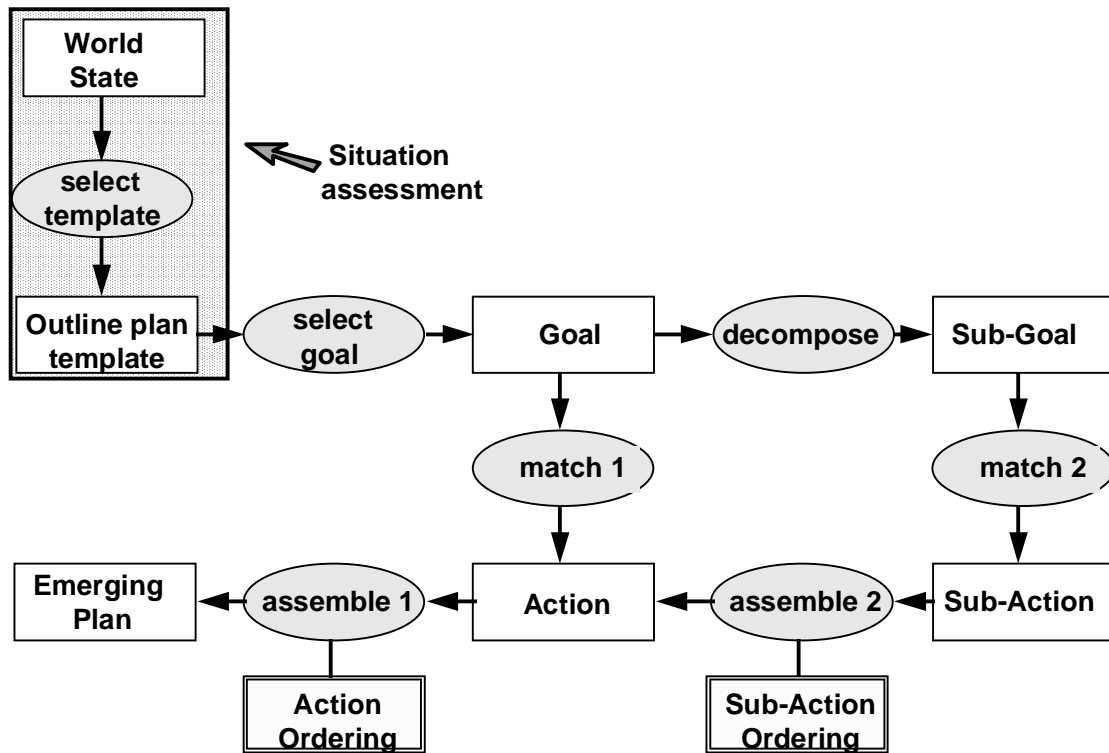 World
State
select
template
Situation
assessment
Outline plan
template
select
goal
Goal
decompose
Sub-Goal
match 1
match 2
Emerging
Plan
assemble 1
Action
assemble 2
Sub-Action
Action
Ordering
Sub-Action
Ordering